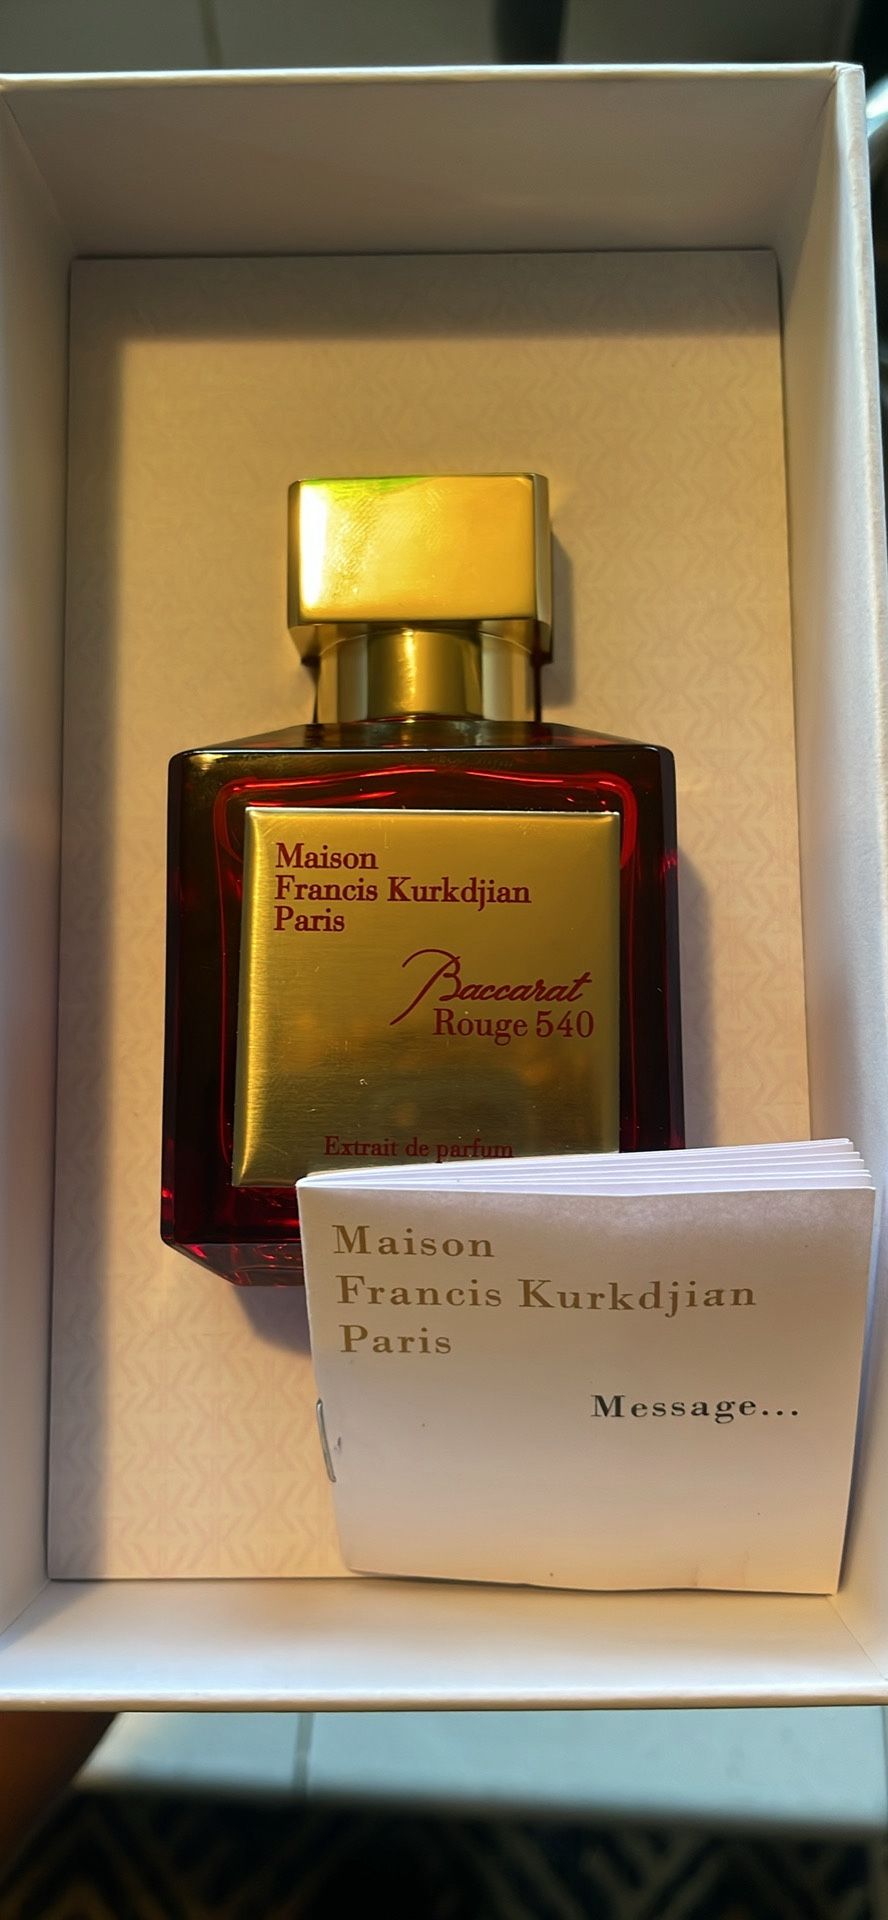 Maison
Francis Kurkdjian
Paris
Baccarat
Rouge 540
Extrait de parfum
Maison
Francis Kurkdjian
Paris
Message...